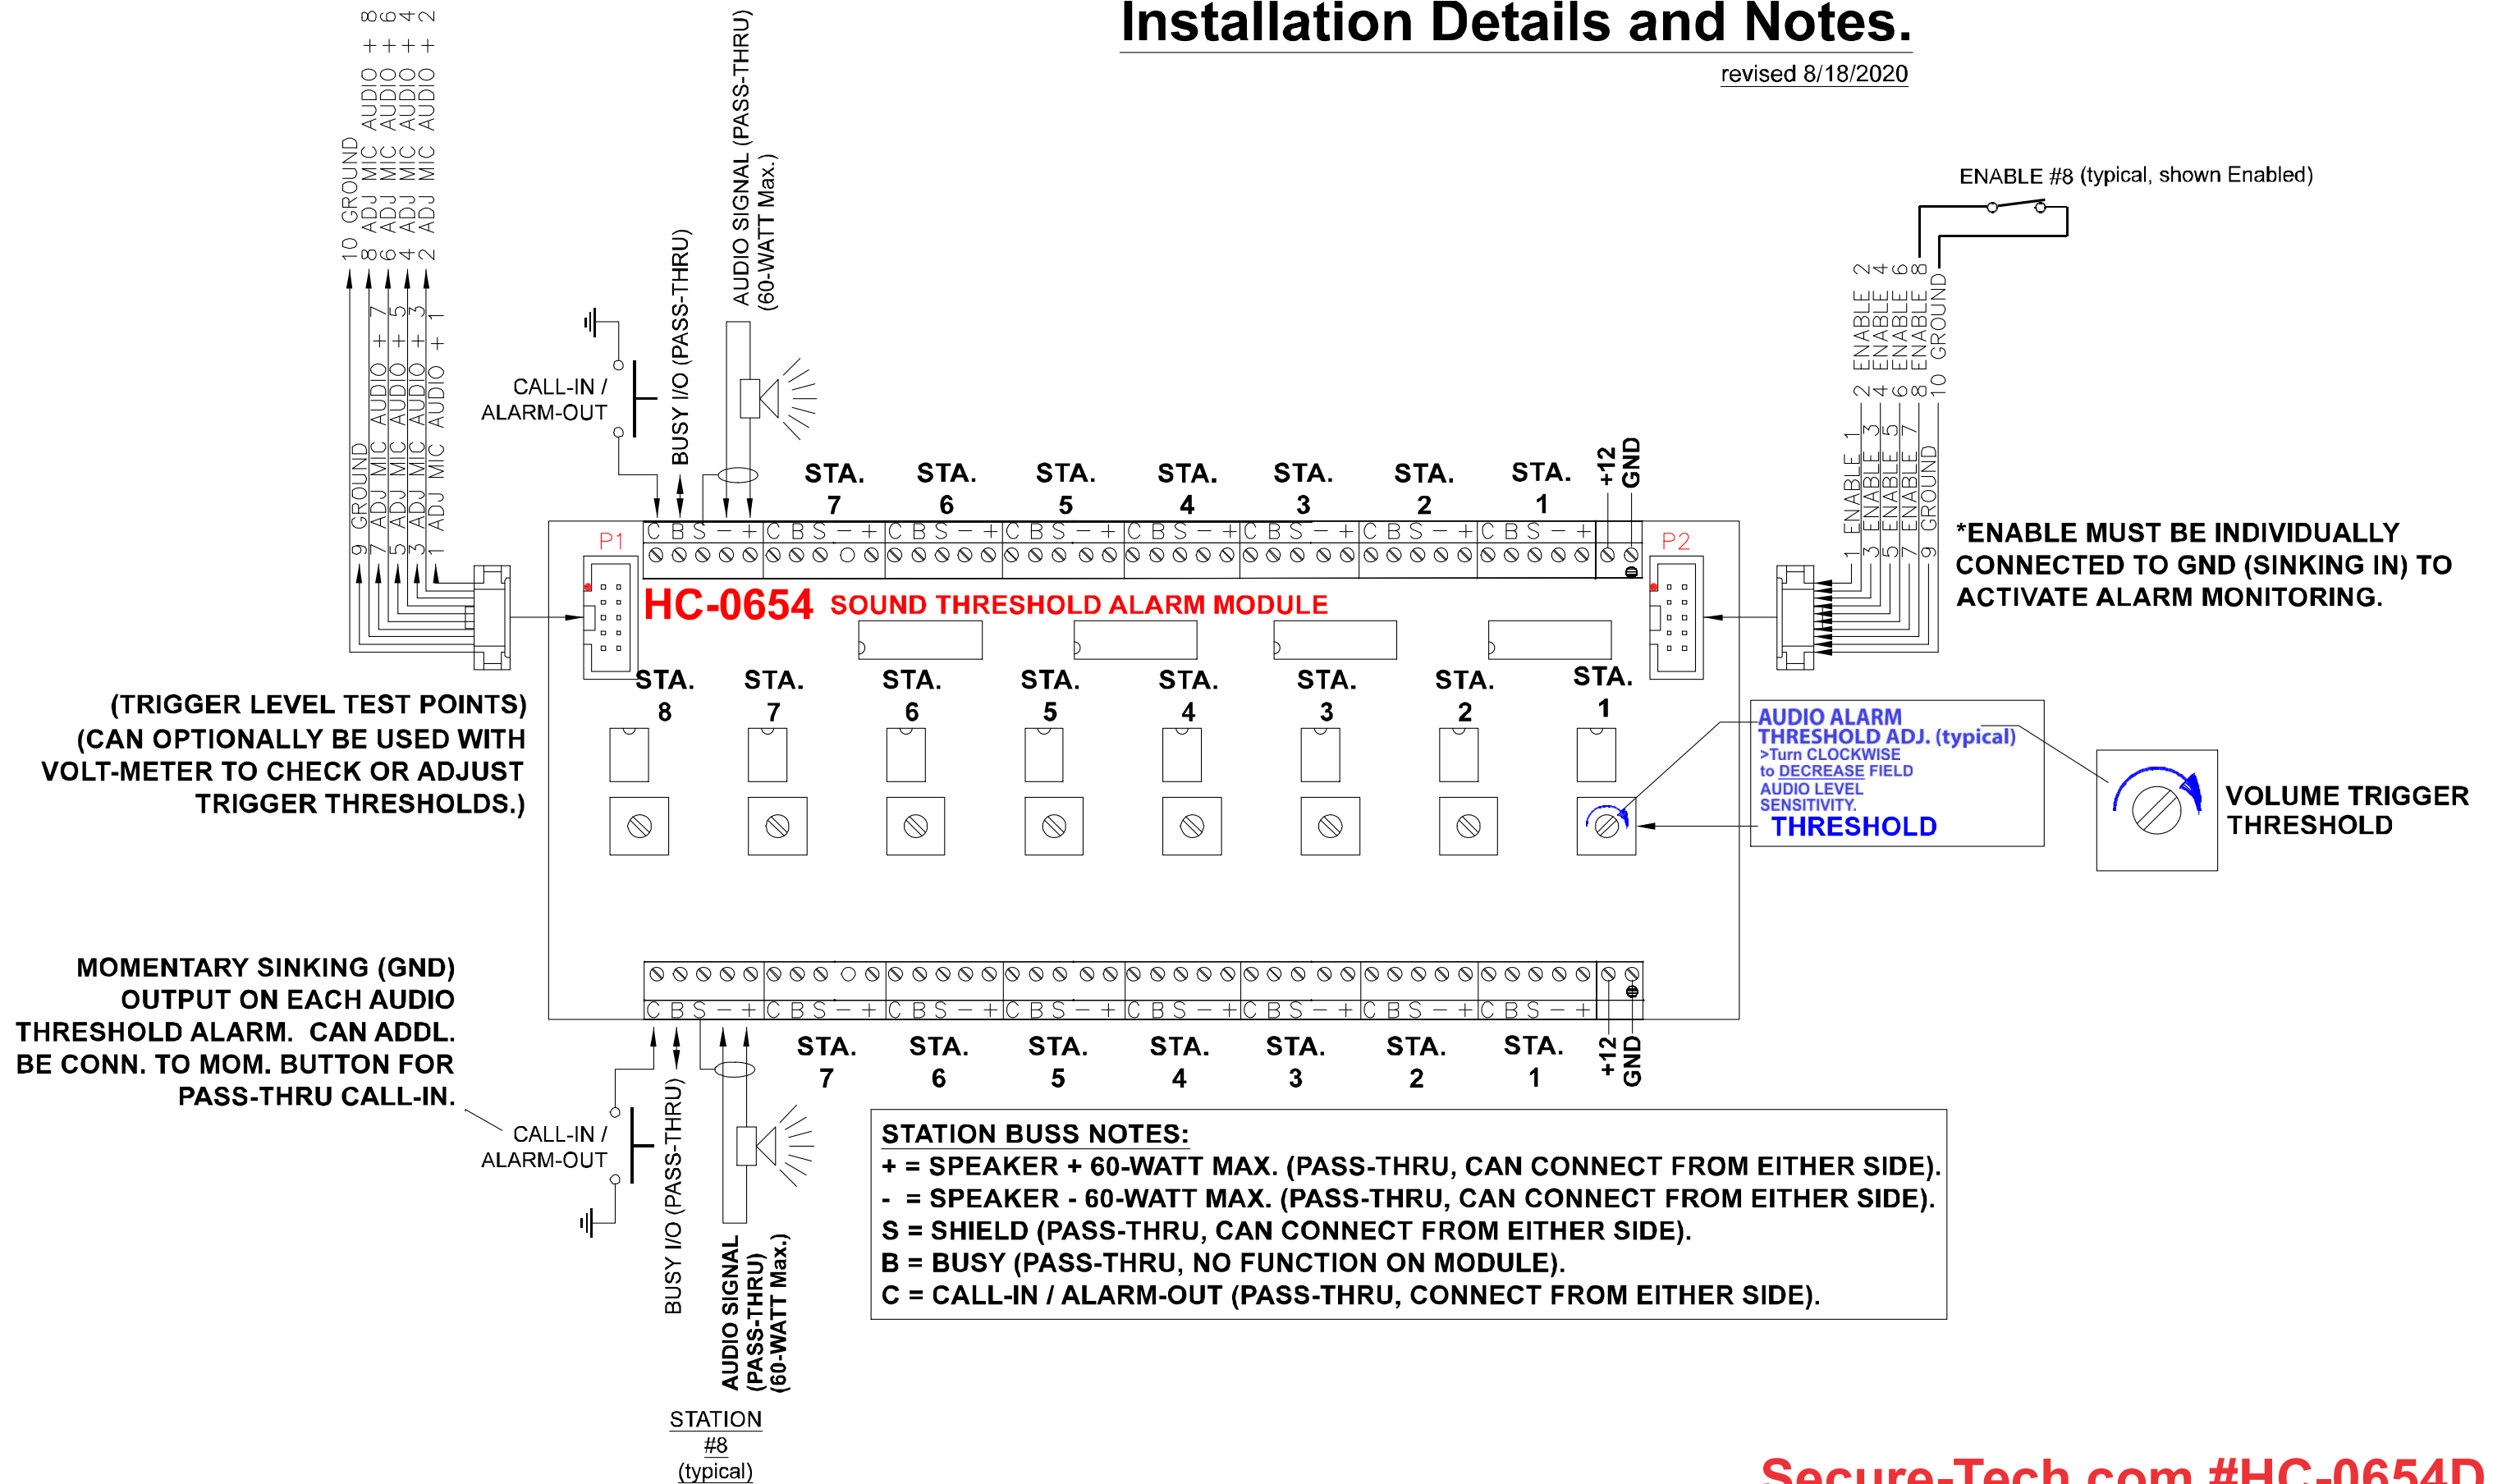 Installation Details and Notes.
revised 8/18/2020
10 GROUND
8 ADJ MIC AUDIO + 8
6 ADJ MIC AUDIO + 6
4 ADJ MIC AUDIO + 4
2 ADJ MIC AUDIO + 2
9 GROUND
7 ADJ MIC AUDIO + 7
5 ADJ MIC AUDIO + 5
3 ADJ MIC AUDIO + 3
1 ADJ MIC AUDIO + 1
CALL-IN /
ALARM-OUT
BUSY I/O (PASS-THRU)
AUDIO SIGNAL (PASS-THRU)
(60-WATT Max.)
ENABLE #8 (typical, shown Enabled)
2 ENABLE 2
4 ENABLE 4
6 ENABLE 6
8 ENABLE 8
10 GROUND
1 ENABLE 1
3 ENABLE 3
5 ENABLE 5
7 ENABLE 7
9 GROUND
*ENABLE MUST BE INDIVIDUALLY
CONNECTED TO GND (SINKING IN) TO
ACTIVATE ALARM MONITORING.
STA. STA. STA. STA. STA. STA. STA.
7 6 5 4 3 2 1
+12
GND
C B S - + C B S - + C B S - + C B S - + C B S - + C B S - + C B S - + C B S - +
P1
P2
HC-0654 SOUND THRESHOLD ALARM MODULE
STA. STA. STA. STA. STA. STA. STA. STA.
8 7 6 5 4 3 2 1
(TRIGGER LEVEL TEST POINTS)
(CAN OPTIONALLY BE USED WITH
VOLT-METER TO CHECK OR ADJUST
TRIGGER THRESHOLDS.)
AUDIO ALARM
THRESHOLD ADJ. (typical)
>Turn CLOCKWISE
to DECREASE FIELD
AUDIO LEVEL
SENSITIVITY.
THRESHOLD
VOLUME TRIGGER
THRESHOLD
MOMENTARY SINKING (GND)
OUTPUT ON EACH AUDIO
THRESHOLD ALARM. CAN ADDL.
BE CONN. TO MOM. BUTTON FOR
PASS-THRU CALL-IN.
C B S - + C B S - + C B S - + C B S - + C B S - + C B S - + C B S - + C B S - +
STA. STA. STA. STA. STA. STA. STA.
7 6 5 4 3 2 1
+12
GND
CALL-IN /
ALARM-OUT
BUSY I/O (PASS-THRU)
AUDIO SIGNAL
(PASS-THRU)
(60-WATT Max.)
STATION
#8
(typical)
STATION BUSS NOTES:
+ = SPEAKER + 60-WATT MAX. (PASS-THRU, CAN CONNECT FROM EITHER SIDE).
- = SPEAKER - 60-WATT MAX. (PASS-THRU, CAN CONNECT FROM EITHER SIDE).
S = SHIELD (PASS-THRU, CAN CONNECT FROM EITHER SIDE).
B = BUSY (PASS-THRU, NO FUNCTION ON MODULE).
C = CALL-IN / ALARM-OUT (PASS-THRU, CONNECT FROM EITHER SIDE).
Secure-Tech.com #HC-0654D